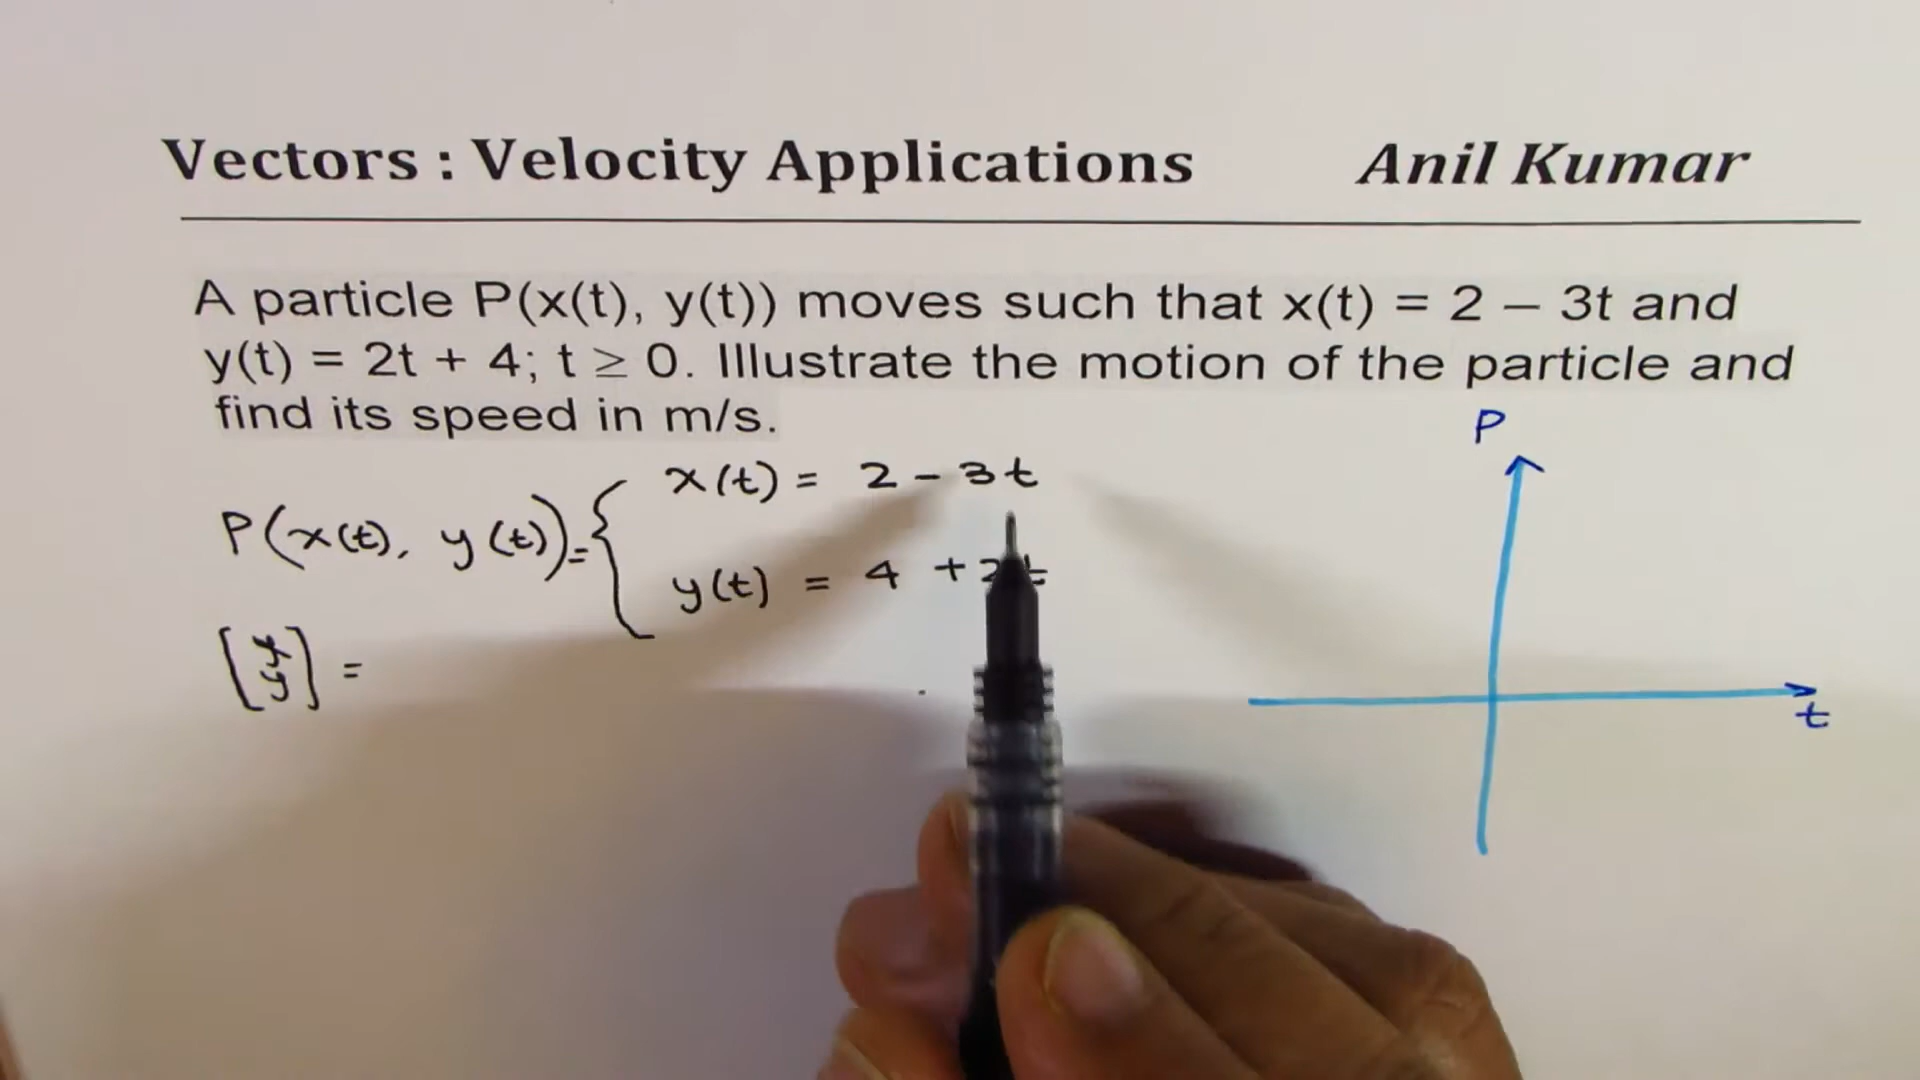 Vectors : Velocity Applications Anil Kumar
A particle P(x(t), y(t)) moves such that x(t) = 2 – 3t and
y(t) = 2t + 4; t ≥ 0. Illustrate the motion of the particle and
find its speed in m/s.
P
x(t) = 2 - 3t
P(x(t), y(t)) = {
y(t) = 4 + 2t
[x y] =
t